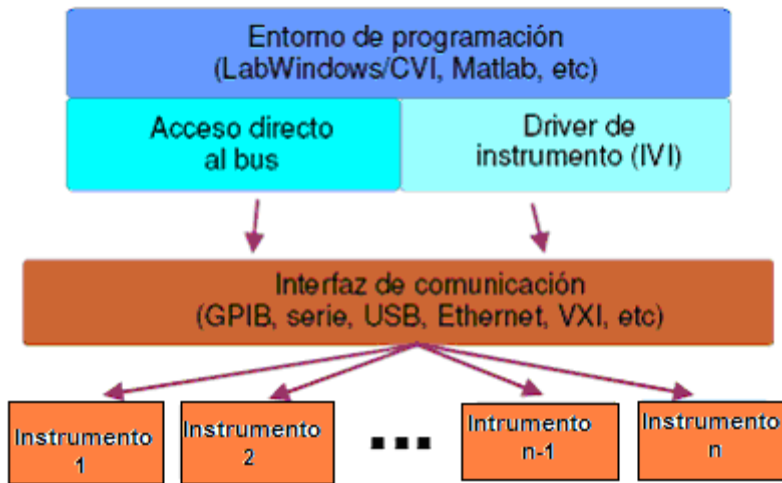 Entorno de programación
(LabWindows/CVI, Matlab, etc)
Acceso directo
al bus
Driver de
instrumento (IVI)
Interfaz de comunicación
(GPIB, serie, USB, Ethernet, VXI, etc)
Instrumento
1
Instrumento
2
Intrumento
n-1
Instrumento
n